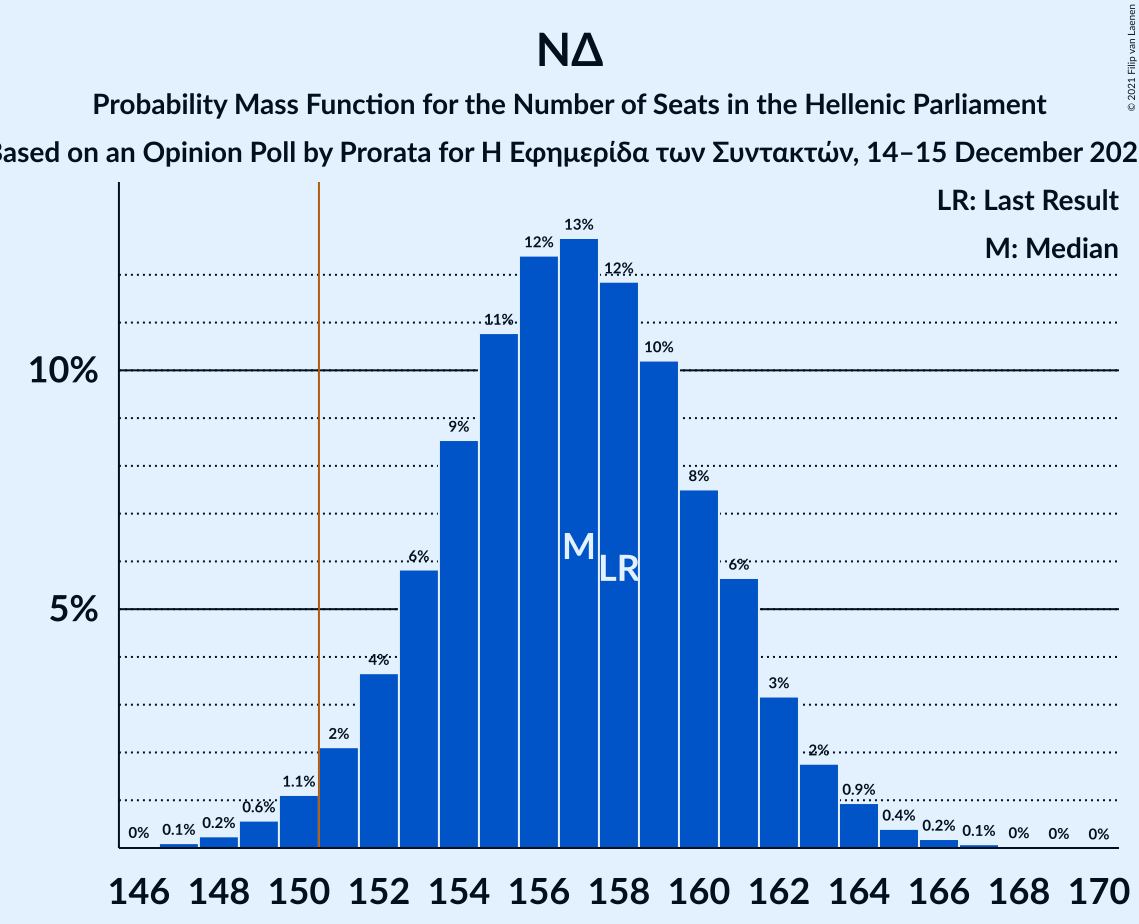 ΝΔ
Probability Mass Function for the Number of Seats in the Hellenic Parliament
Based on an Opinion Poll by Prorata for Η Εφημερίδα των Συντακτών, 14–15 December 202
© 2021 Filip van Laenen
LR: Last Result
M: Median
13%
12%
12%
11%
10%
10%
9%
8%
6%
M
LR
6%
5%
4%
3%
2%
2%
1.1%
0.9%
0.6%
0.4%
0% 0.1% 0.2% 0.2% 0.1% 0% 0% 0%
146 148 150 152 154 156 158 160 162 164 166 168 170